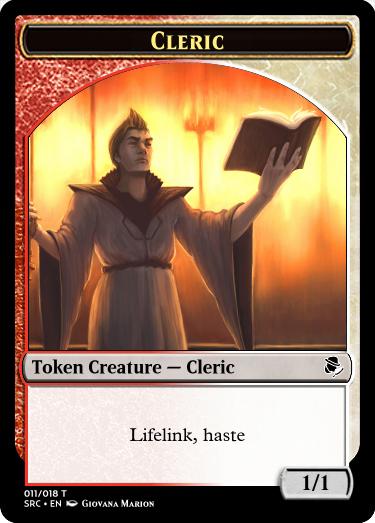 Cleric
Token Creature — Cleric
Lifelink, haste
1/1
011/018 T
SRC • EN Giovana Marion